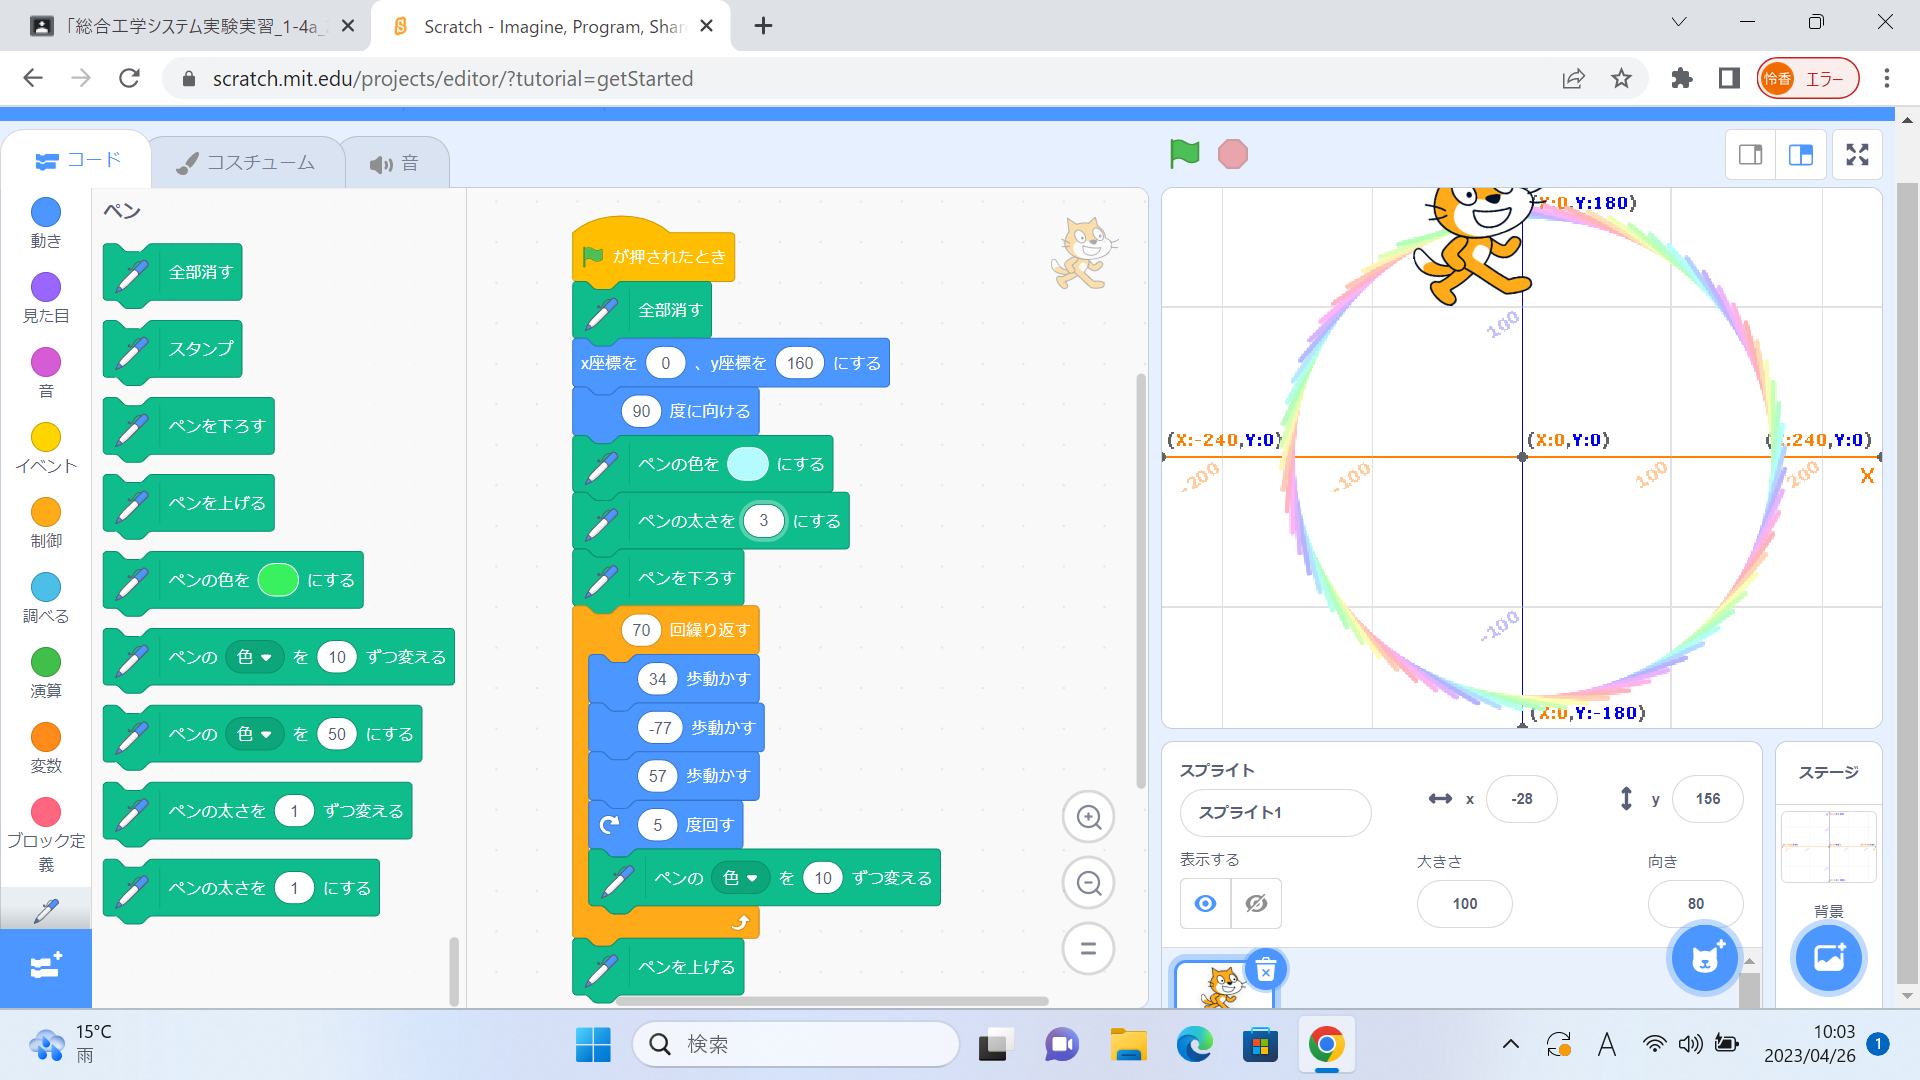 「総合工学システム実験実習_1-4a_
Scratch - Imagine, Program, Shar
scratch.mit.edu/projects/editor/?tutorial=getStarted
怜香 エラー
コード
コスチューム
音
動き
見た目
音
イベント
制御
調べる
演算
変数
ブロック定
義
ペン
全部消す
スタンプ
ペンを下ろす
ペンを上げる
ペンの色を にする
ペンの 色 を 10 ずつ変える
ペンの 色 を 50 にする
ペンの太さを 1 ずつ変える
ペンの太さを 1 にする
が押されたとき
全部消す
x座標を 0 、y座標を 160 にする
90 度に向ける
ペンの色を にする
ペンの太さを 3 にする
ペンを下ろす
70 回繰り返す
34 歩動かす
-77 歩動かす
57 歩動かす
5 度回す
ペンの 色 を 10 ずつ変える
ペンを上げる
(X:0,Y:180)
100
(X:-240,Y:0)
(X:0,Y:0)
:240,Y:0)
-200
-100
100
200
X
-100
(X:0,Y:-180)
スプライト
スプライト1
x -28
y 156
表示する
大きさ
100
向き
80
ステージ
背景
15°C
雨
検索
A
10:03
2023/04/26
1